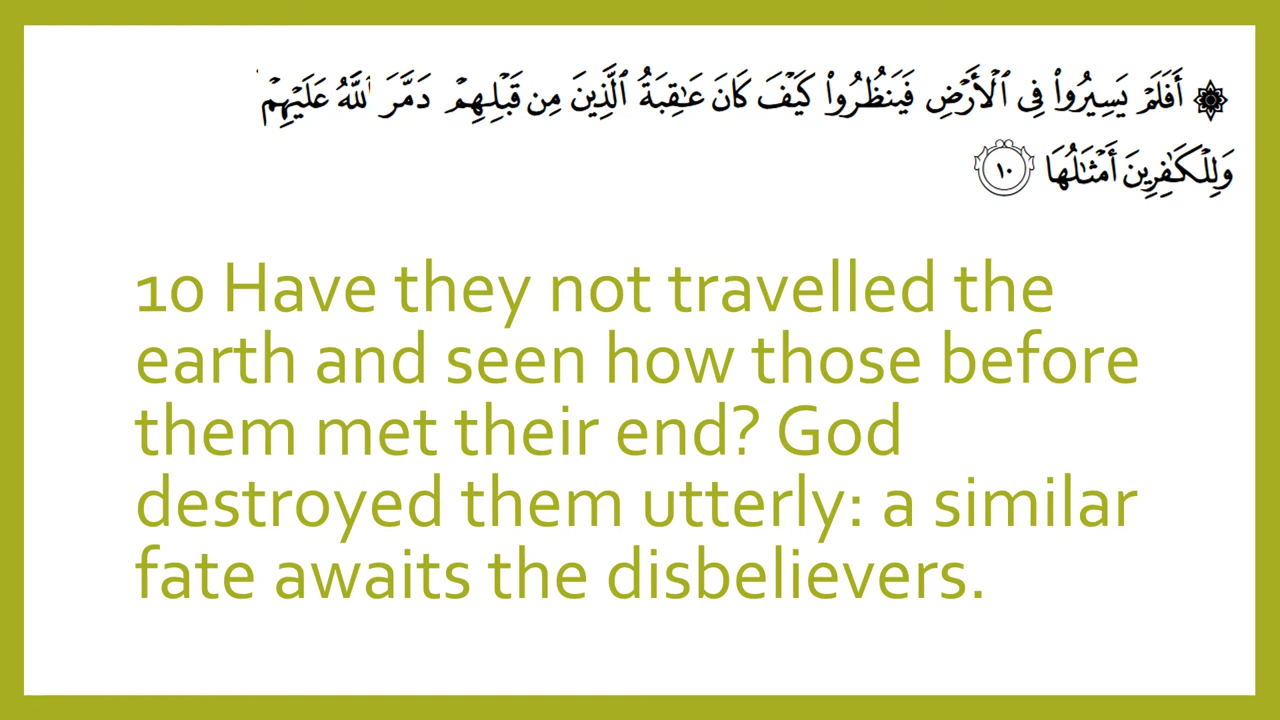 ۞ أَفَلَمْ يَسِيرُوا۟ فِى ٱلْأَرْضِ فَيَنظُرُوا۟ كَيْفَ كَانَ عَـٰقِبَةُ ٱلَّذِينَ مِن قَبْلِهِمْ دَمَّرَ ٱللَّهُ عَلَيْهِمْ
وَلِلْكَـٰفِرِينَ أَمْثَـٰلُهَا ١٠
10 Have they not travelled the
earth and seen how those before
them met their end? God
destroyed them utterly: a similar
fate awaits the disbelievers.